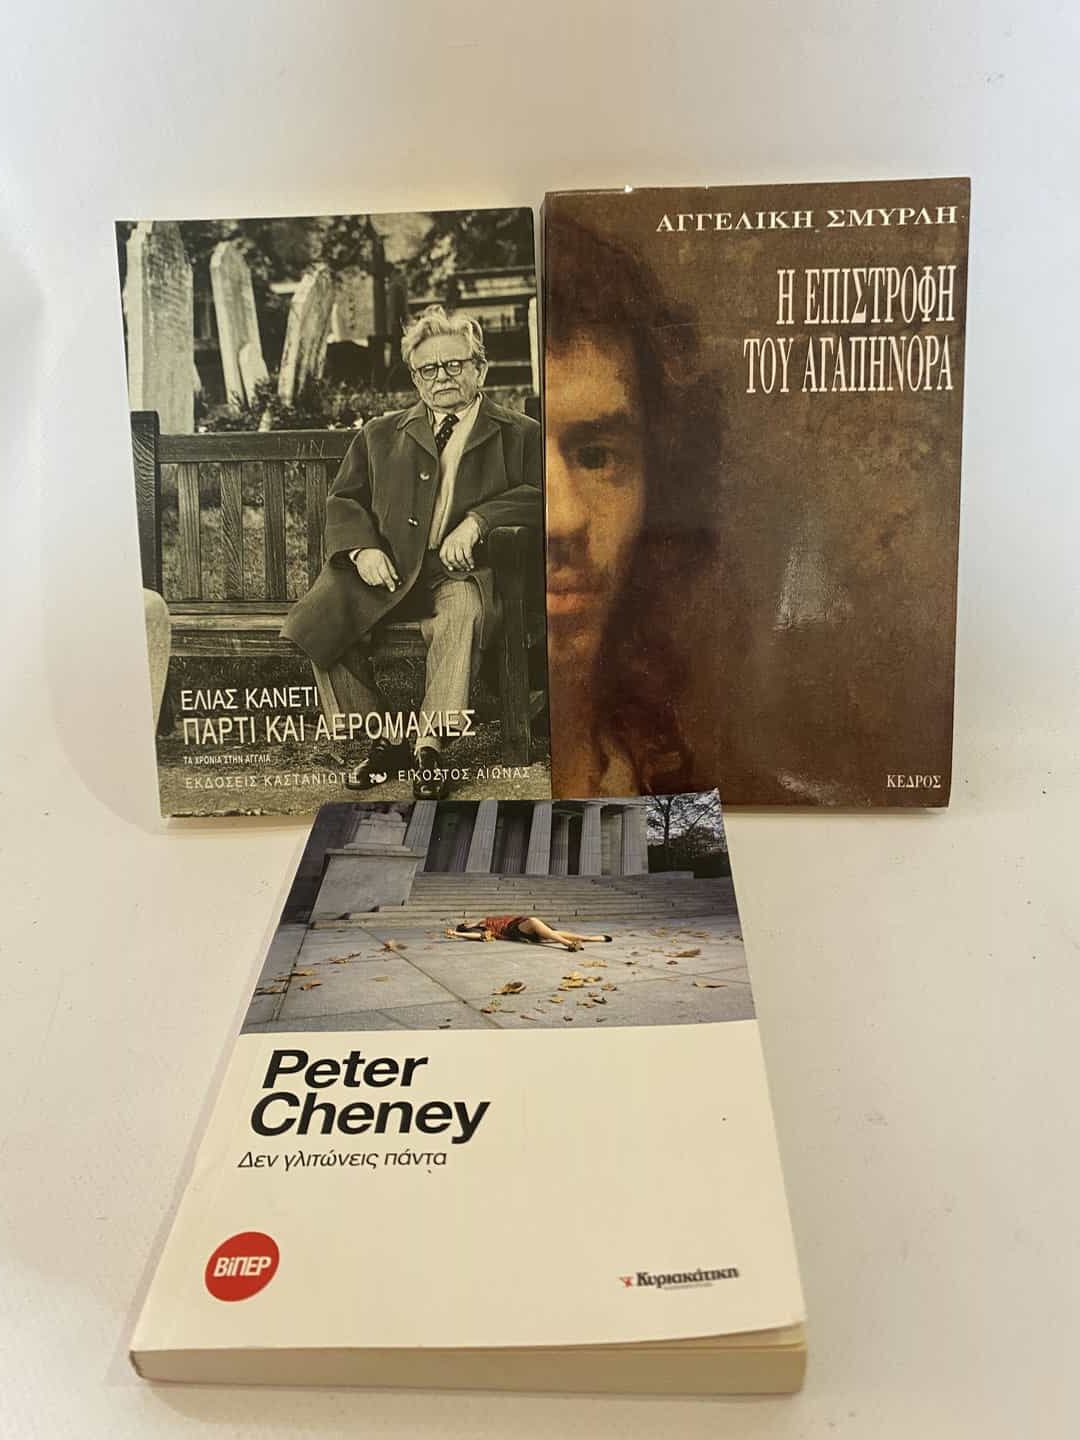 ΕΛΙΑΣ ΚΑΝΕΤΙ
ΠΑΡΤΙ ΚΑΙ ΑΕΡΟΜΑΧΙΕΣ
ΤΑ ΧΡΟΝΙΑ ΣΤΗΝ ΑΓΓΛΙΑ
ΕΚΔΟΣΕΙΣ ΚΑΣΤΑΝΙΩΤΗ ΕΙΚΟΣΤΟΣ ΑΙΩΝΑΣ
ΑΓΓΕΛΙΚΗ ΣΜΥΡΛΗ
Η ΕΠΙΣΤΡΟΦΗ
ΤΟΥ ΑΓΑΠΗΝΟΡΑ
ΚΕΔΡΟΣ
Peter
Cheney
Δεν γλιτώνεις πάντα
ΒίΠΕΡ
Κυριακάτικη